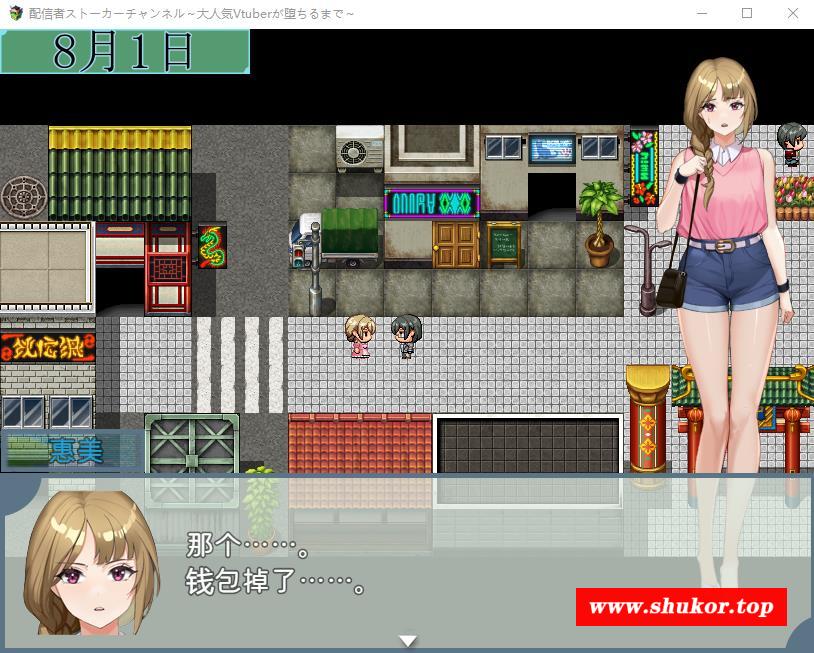 配信者ストーカーチャンネル~大人気Vtuberが堕ちるまで~
8月1日
惠美
那个……。
钱包掉了……。
www.shukor.top